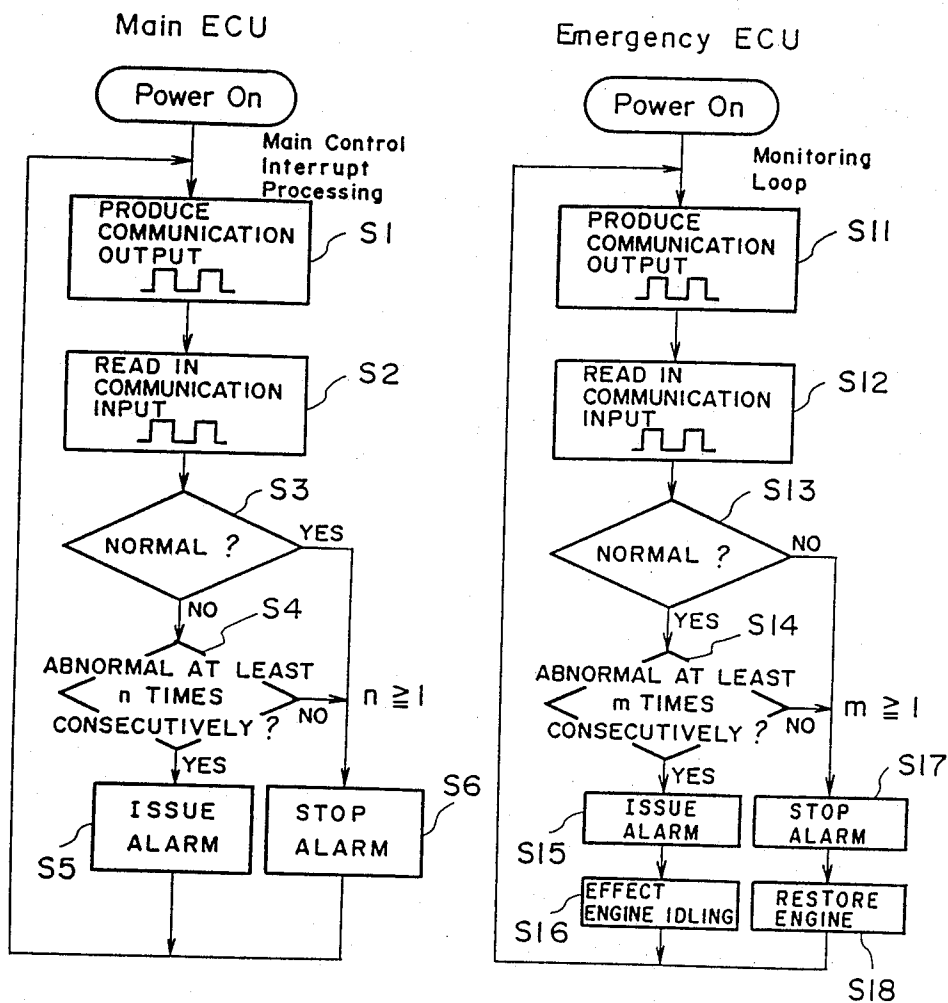 Main ECU
Power On
Main Control
Interrupt
Processing
PRODUCE
COMMUNICATION
OUTPUT
S1
READ IN
COMMUNICATION
INPUT
S2
S3
NORMAL ?
YES
NO
S4
ABNORMAL AT LEAST
n TIMES
CONSECUTIVELY ?
NO
n ≧ 1
YES
ISSUE
ALARM
S5
STOP
ALARM
S6
Emergency ECU
Power On
Monitoring
Loop
PRODUCE
COMMUNICATION
OUTPUT
S11
READ IN
COMMUNICATION
INPUT
S12
S13
NORMAL ?
NO
YES
S14
ABNORMAL AT LEAST
m TIMES
CONSECUTIVELY ?
NO
m ≧ 1
YES
ISSUE
ALARM
S15
STOP
ALARM
S17
EFFECT
ENGINE IDLING
S16
RESTORE
ENGINE
S18